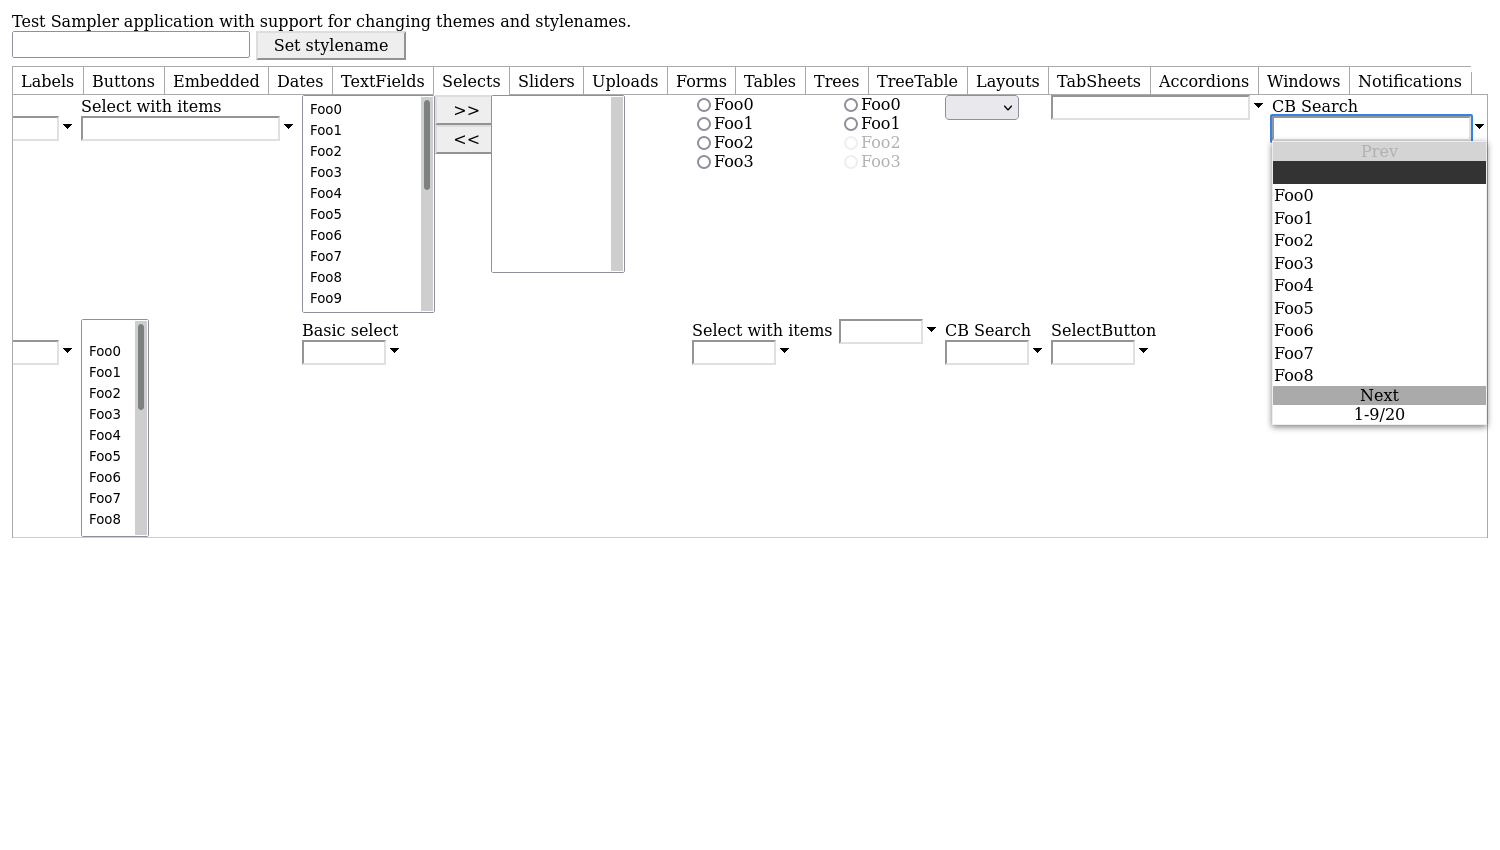 Test Sampler application with support for changing themes and stylenames.
Set stylename
Labels Buttons Embedded Dates TextFields Selects Sliders Uploads Forms Tables Trees TreeTable Layouts TabSheets Accordions Windows Notifications
Select with items
Foo0
Foo1
Foo2
Foo3
Foo4
Foo5
Foo6
Foo7
Foo8
Foo9
>>
<<
Foo0
Foo1
Foo2
Foo3
Foo0
Foo1
Foo2
Foo3
CB Search
Prev
Foo0
Foo1
Foo2
Foo3
Foo4
Foo5
Foo6
Foo7
Foo8
Next
1-9/20
Foo0
Foo1
Foo2
Foo3
Foo4
Foo5
Foo6
Foo7
Foo8
Basic select
Select with items
CB Search
SelectButton